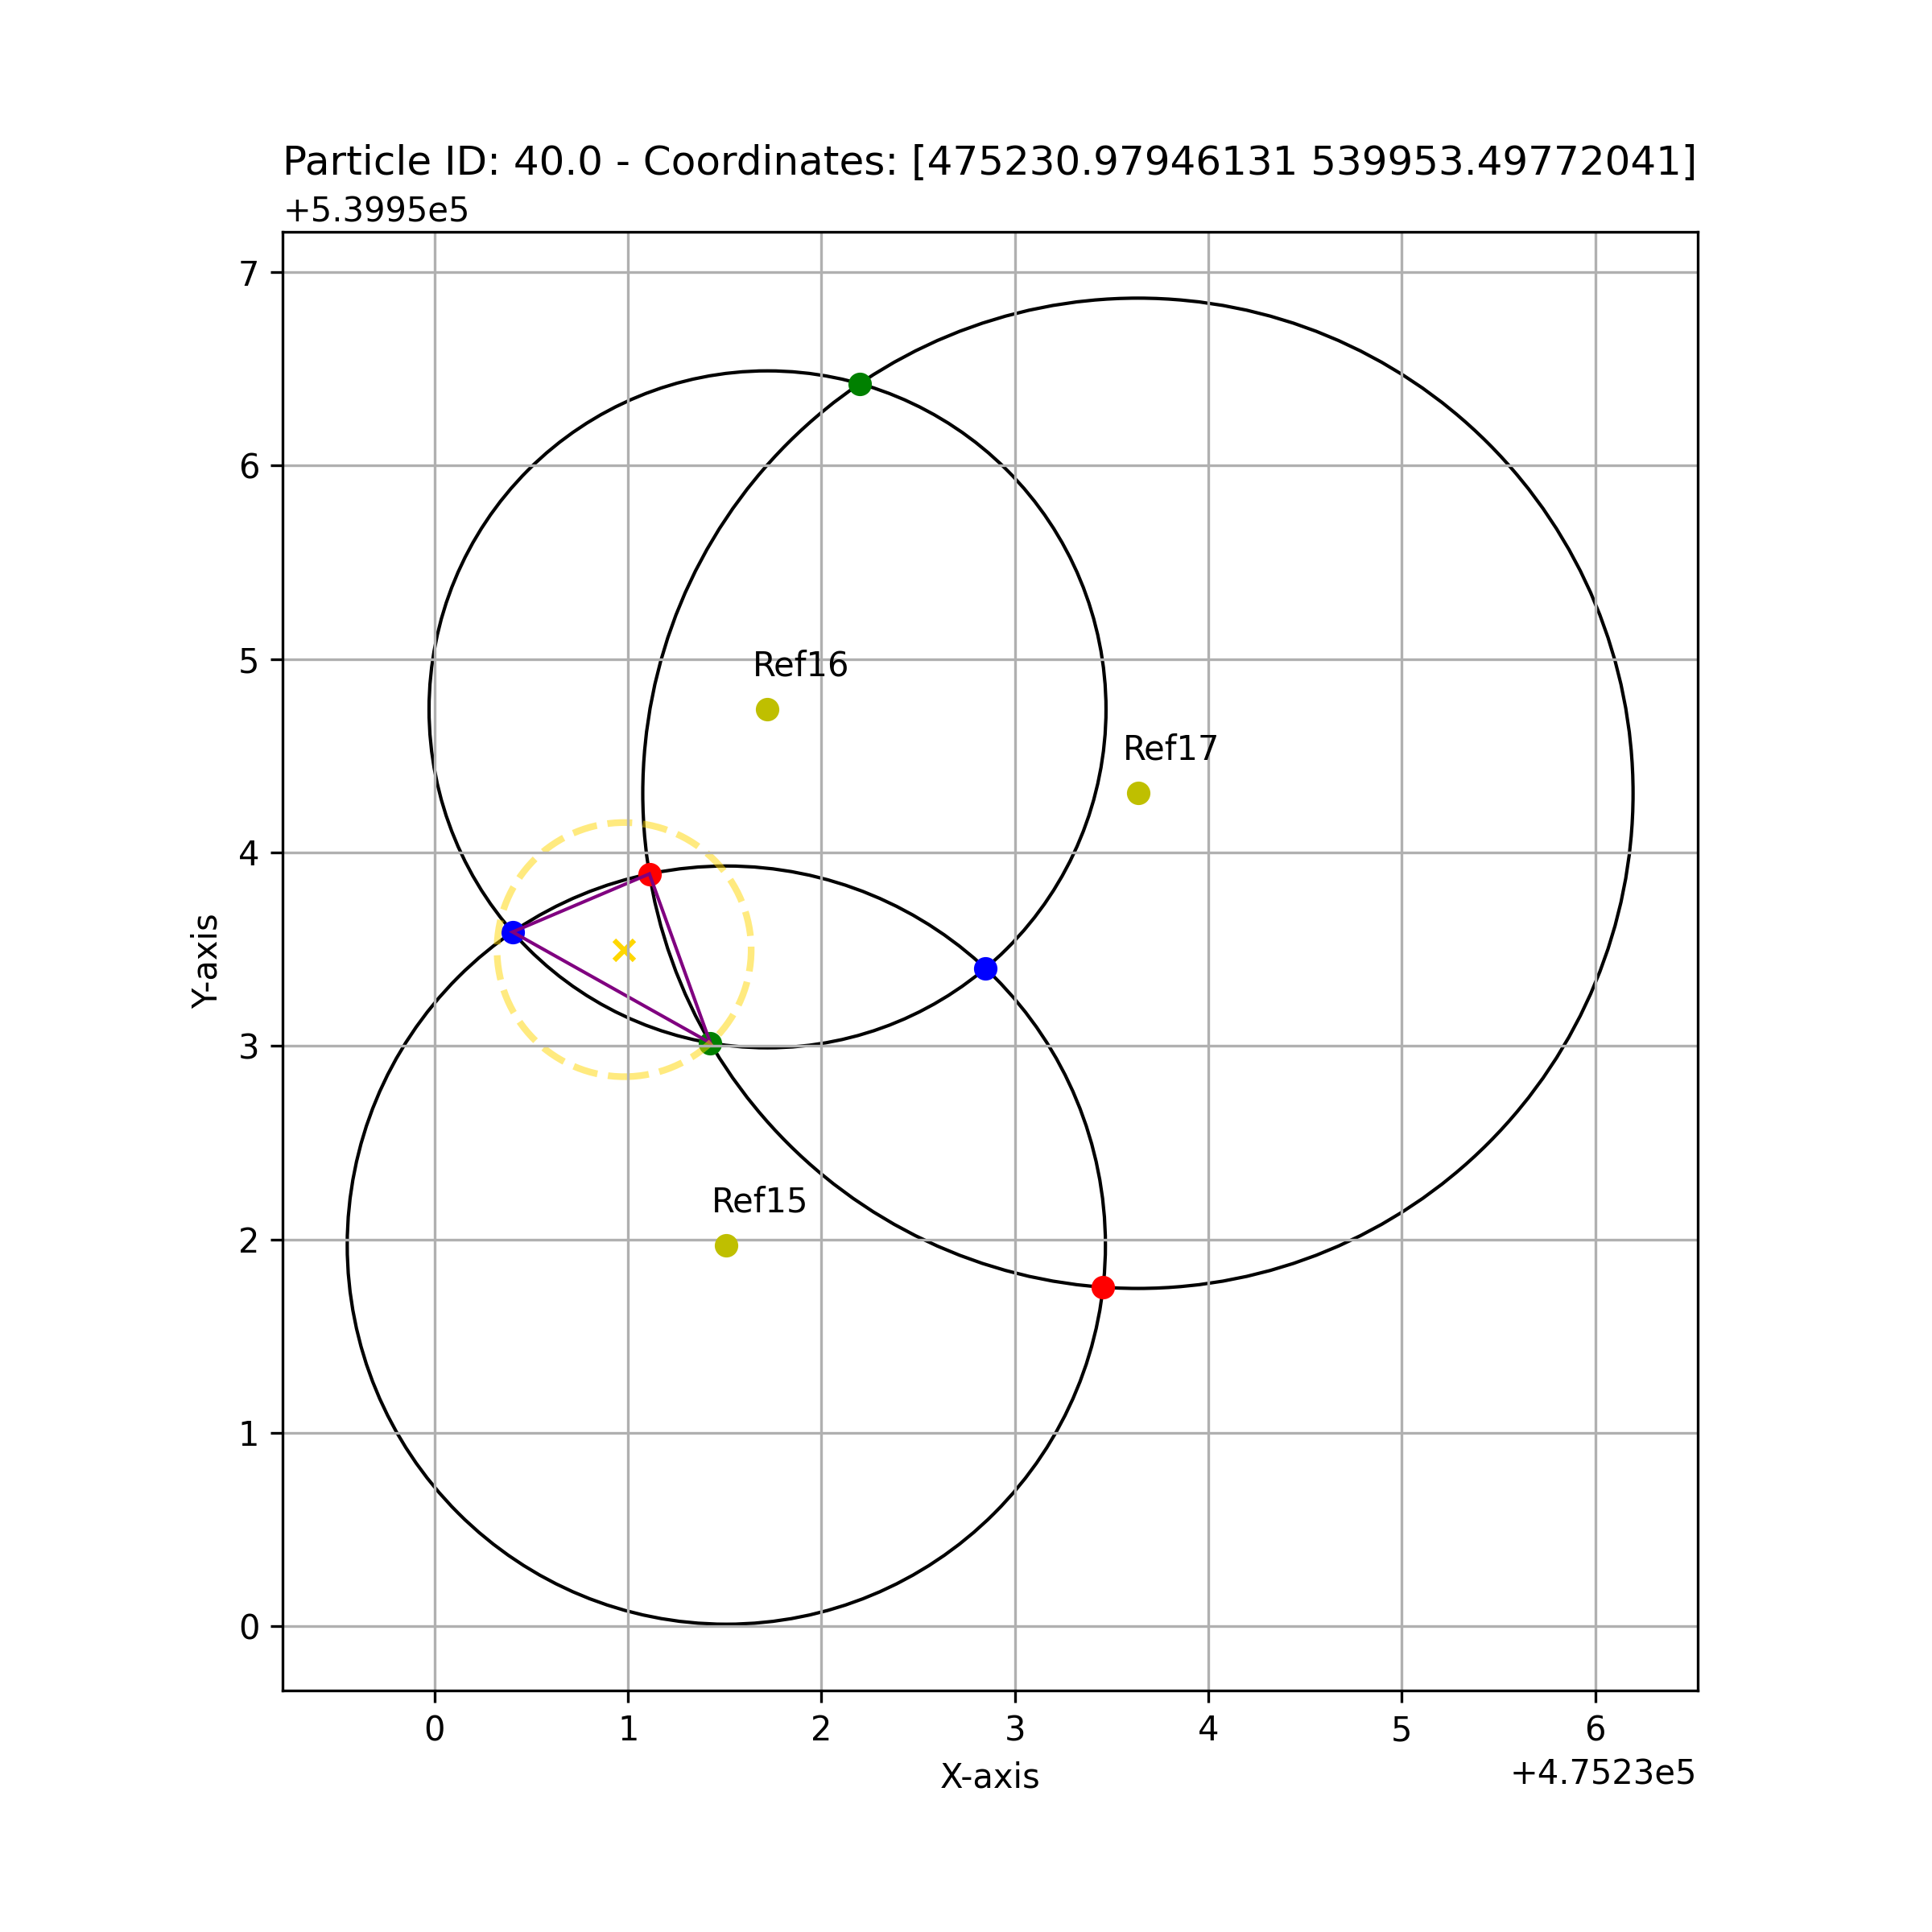 Particle ID: 40.0 - Coordinates: [475230.97946131 539953.49772041]
+5.3995e5
7
6
5
4
3
2
1
0
Y-axis
Ref16
Ref17
Ref15
0 1 2 3 4 5 6
X-axis
+4.7523e5